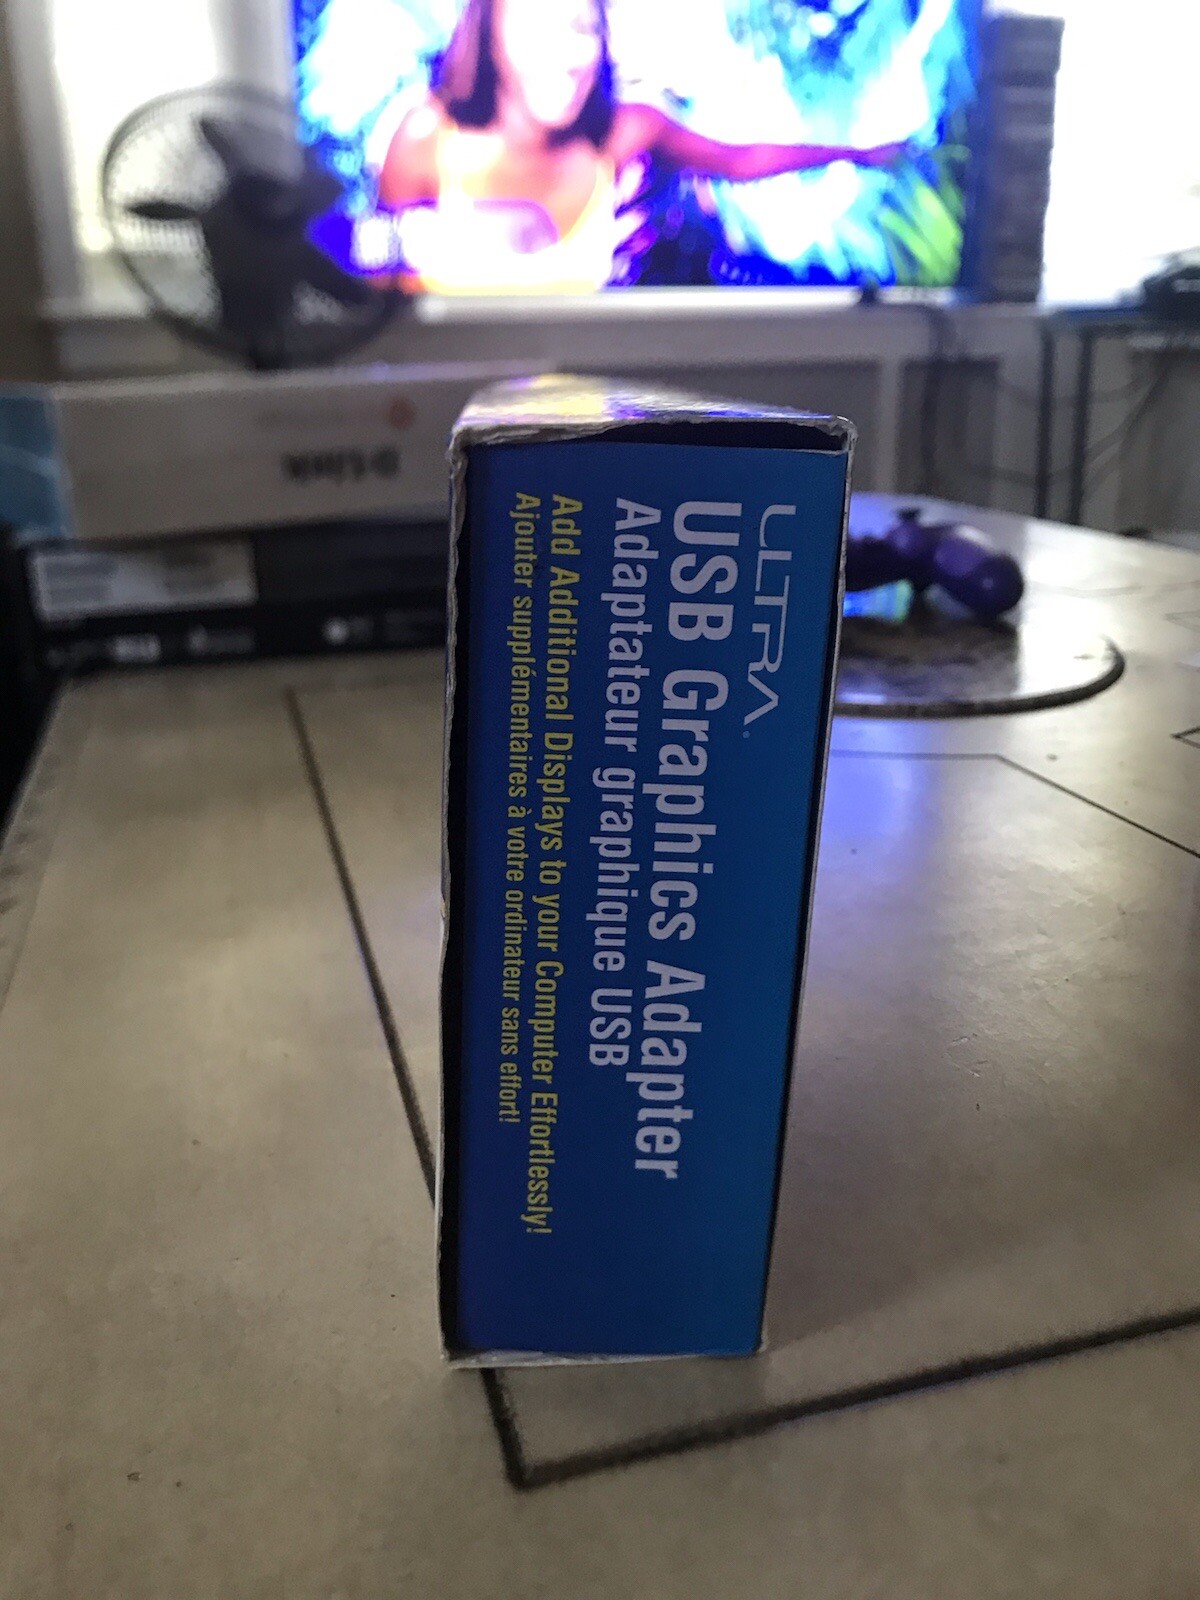 ULTRA
USB Graphics Adapter
Adaptateur graphique USB
Add Additional Displays to your Computer Effortlessly!
Ajouter supplémentaires à votre ordinateur sans effort!
D-Link